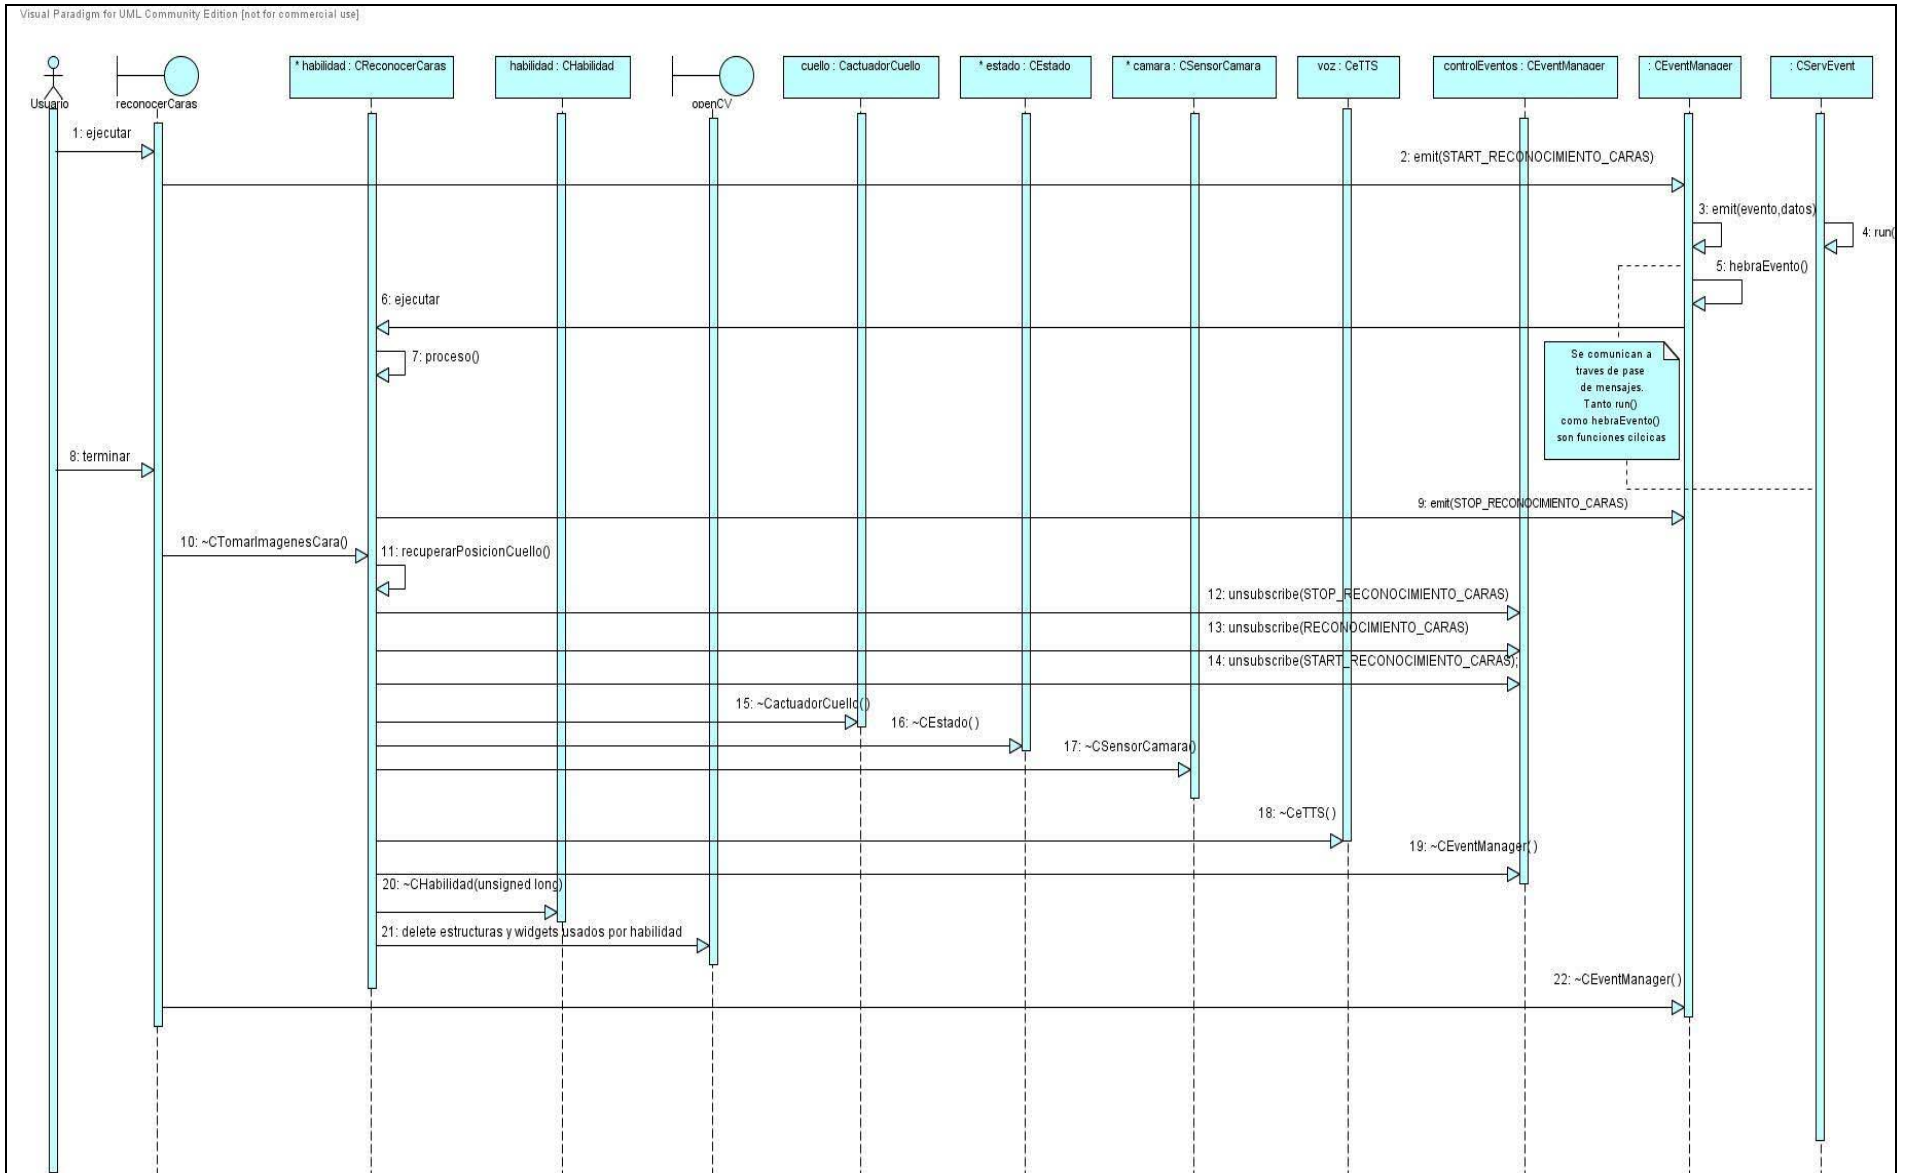 Visual Paradigm for UML Community Edition [not for commercial use]
Usuario
reconocerCaras
* habilidad : CReconocerCaras
habilidad : CHabilidad
openCV
cuello : CactuadorCuello
* estado : CEstado
* camara : CSensorCamara
voz : CeTTS
controlEventos : CEventManager
: CEventManager
: CServEvent
1: ejecutar
2: emit(START_RECONOCIMIENTO_CARAS)
3: emit(evento,datos)
4: run(
5: hebraEvento()
6: ejecutar
7: proceso()
Se comunican a
traves de pase
de mensajes.
Tanto run()
como hebraEvento()
son funciones cilcicas
8: terminar
9: emit(STOP_RECONOCIMIENTO_CARAS)
10: ~CTomarImagenesCara()
11: recuperarPosicionCuello()
12: unsubscribe(STOP_RECONOCIMIENTO_CARAS)
13: unsubscribe(RECONOCIMIENTO_CARAS)
14: unsubscribe(START_RECONOCIMIENTO_CARAS);
15: ~CactuadorCuello()
16: ~CEstado()
17: ~CSensorCamara()
18: ~CeTTS()
19: ~CEventManager()
20: ~CHabilidad(unsigned long)
21: delete estructuras y widgets usados por habilidad
22: ~CEventManager()